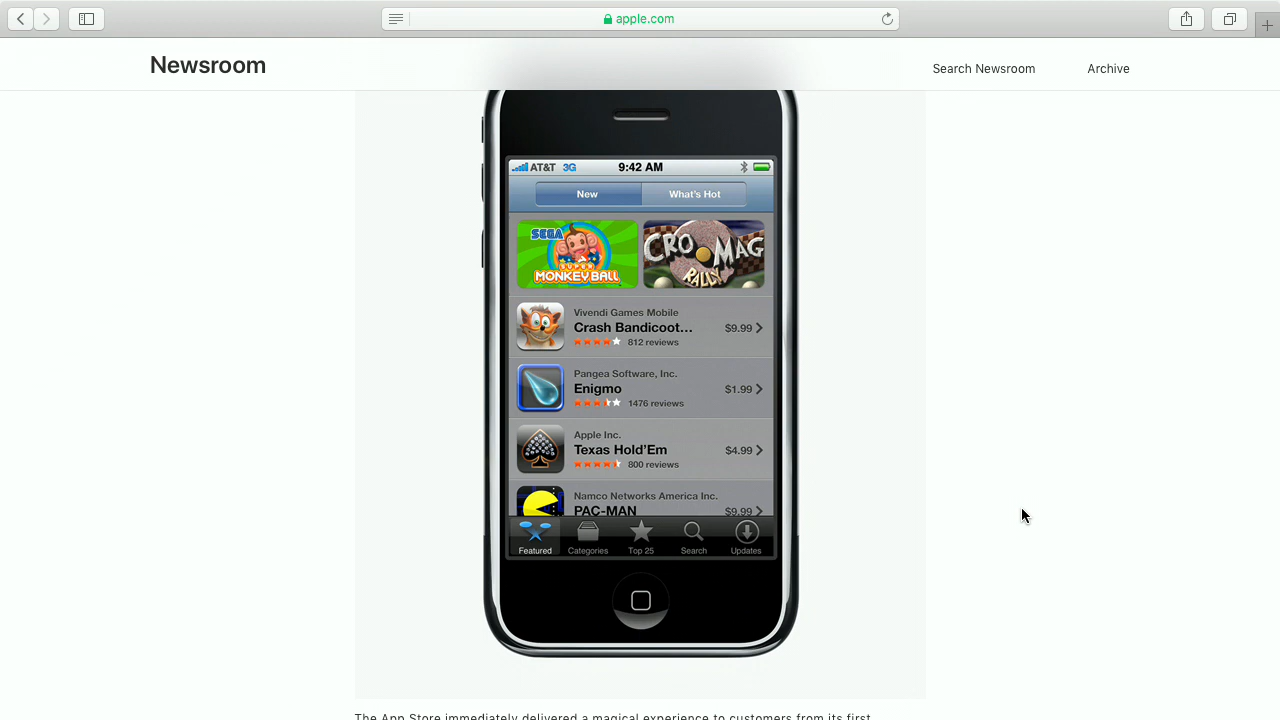 apple.com
Newsroom
Search Newsroom
Archive
AT&T 3G 9:42 AM
New
What's Hot
SEGA
SUPER
MONKEY BALL
CRO MAG
RALLY
Vivendi Games Mobile
Crash Bandicoot... $9.99
812 reviews
Pangea Software, Inc.
Enigmo $1.99
1476 reviews
Apple Inc.
Texas Hold'Em $4.99
800 reviews
Namco Networks America Inc.
PAC-MAN $9.99
Featured Categories Top 25 Search Updates
The App Store immediately delivered a magical experience to customers from its first